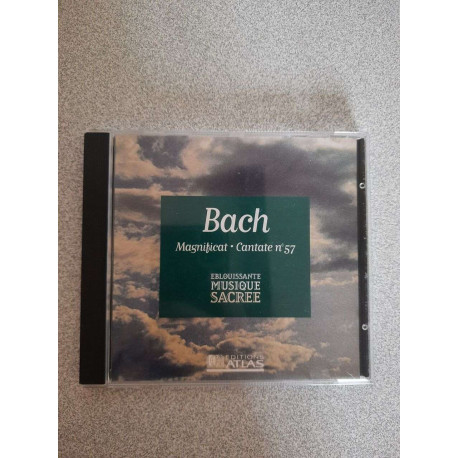 Bach
Magnificat · Cantate n° 57
EBLOUISSANTE
MUSIQUE
SACREE
EDITIONS
ATLAS